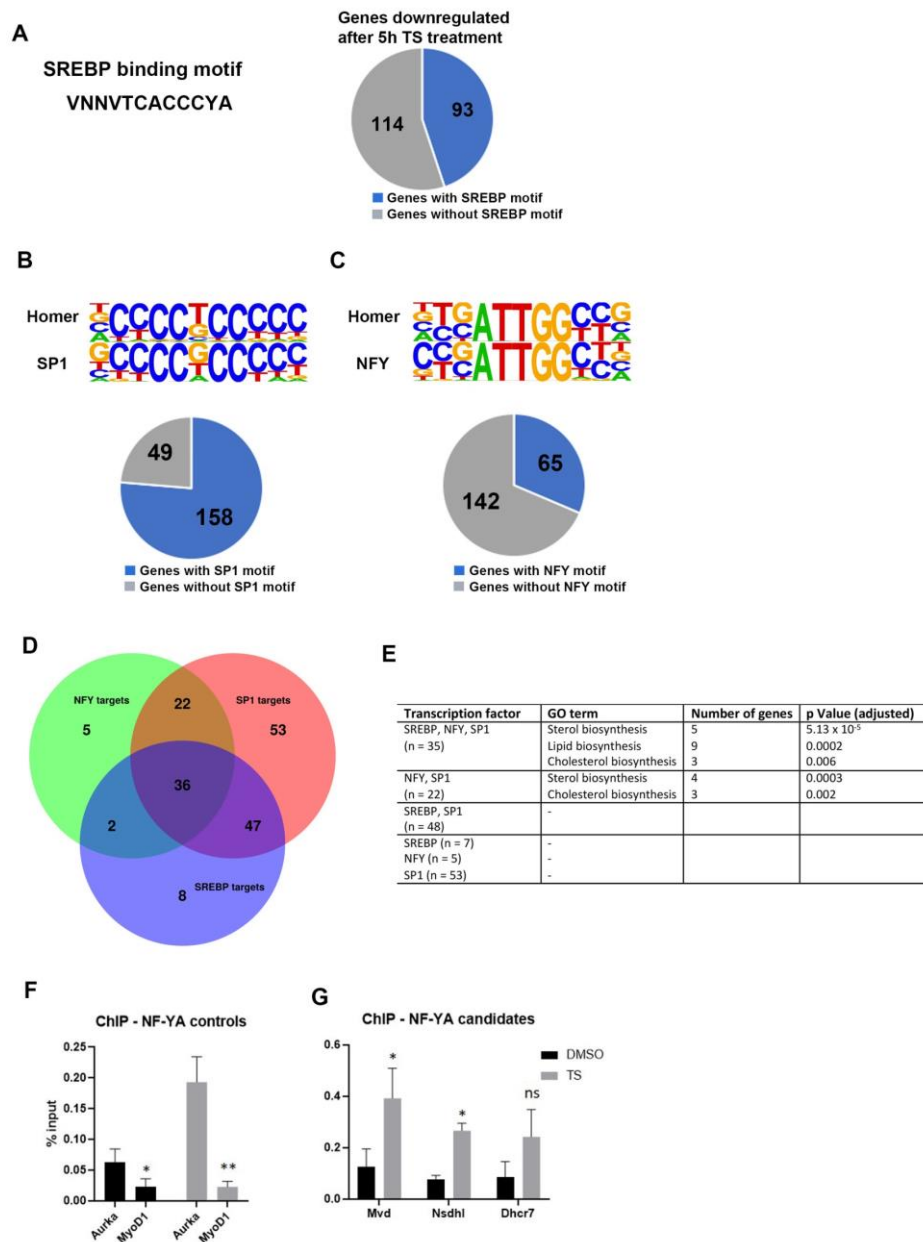 A
SREBP binding motif
VNNVTCACCCYA
Genes downregulated
after 5h TS treatment
114
93
Genes with SREBP motif
Genes without SREBP motif
B
Homer
SP1
49
158
Genes with SP1 motif
Genes without SP1 motif
C
Homer
NFY
65
142
Genes with NFY motif
Genes without NFY motif
D
NFY targets
5
22
SP1 targets
53
36
2
47
8
SREBP targets
E
Transcription factor GO term Number of genes p Value (adjusted)
SREBP, NFY, SP1 Sterol biosynthesis 5 5.13 x 10-5
(n = 35) Lipid biosynthesis 9 0.0002
Cholesterol biosynthesis 3 0.006
NFY, SP1 Sterol biosynthesis 4 0.0003
(n = 22) Cholesterol biosynthesis 3 0.002
SREBP, SP1 -
(n = 48)
SREBP (n = 7) -
NFY (n = 5) -
SP1 (n = 53) -
F
ChIP - NF-YA controls
% input
0.25
0.20
0.15
0.10
0.05
0.00
*
**
Aurka MyoD1 Aurka MyoD1
G
ChIP - NF-YA candidates
0.6
0.4
0.2
0.0
*
*
ns
DMSO
TS
Mvd Nsdhl Dhcr7